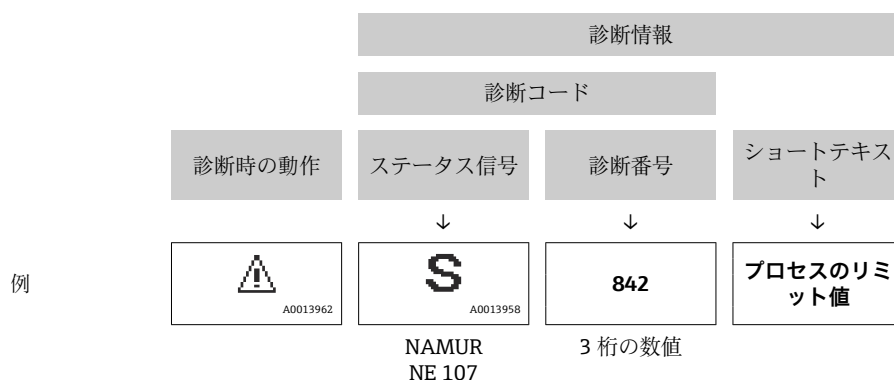 診断情報
診断コード
診断時の動作
ステータス信号
診断番号
ショートテキス
ト
↓
↓
↓
例
A0013962
S
A0013958
842
プロセスのリミ
ット値
NAMUR
NE 107
3 桁の数値